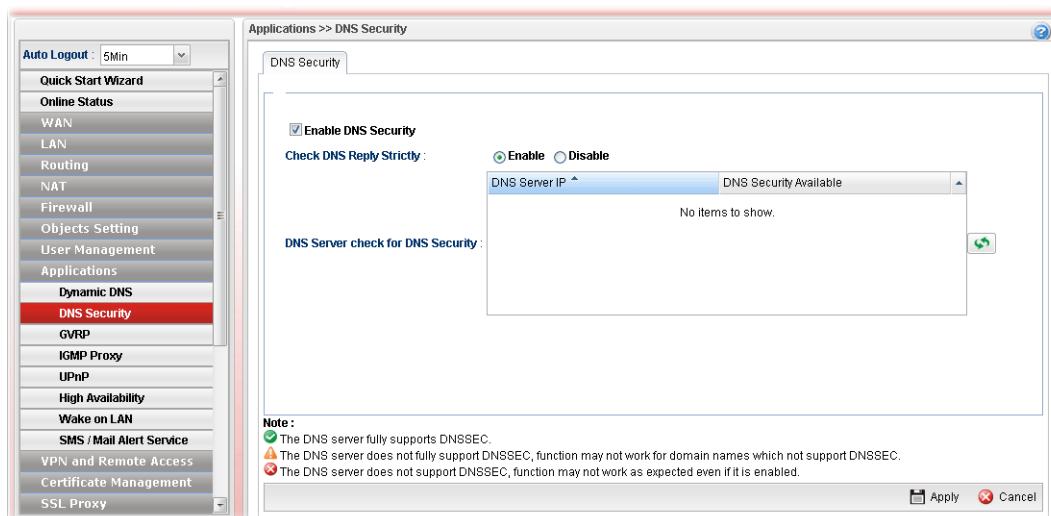 Auto Logout : 5Min
Quick Start Wizard
Online Status
WAN
LAN
Routing
NAT
Firewall
Objects Setting
User Management
Applications
Dynamic DNS
DNS Security
GVRP
IGMP Proxy
UPnP
High Availability
Wake on LAN
SMS / Mail Alert Service
VPN and Remote Access
Certificate Management
SSL Proxy
Applications >> DNS Security
DNS Security
Enable DNS Security
Check DNS Reply Strictly : Enable Disable
DNS Server IP DNS Security Available
No items to show.
DNS Server check for DNS Security :
Note :
The DNS server fully supports DNSSEC.
The DNS server does not fully support DNSSEC, function may not work for domain names which not support DNSSEC.
The DNS server does not support DNSSEC, function may not work as expected even if it is enabled.
Apply Cancel